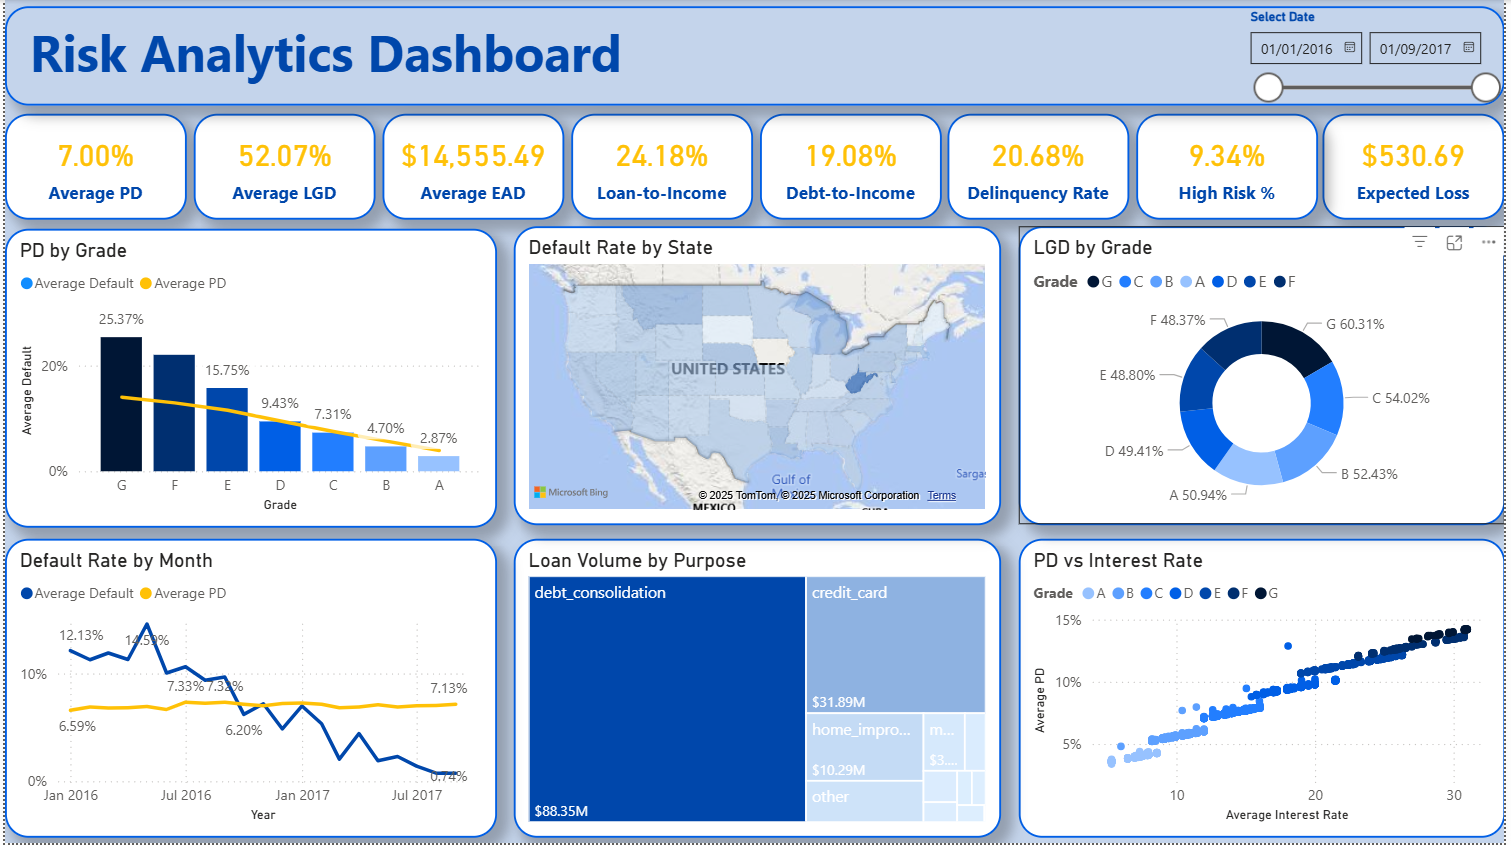 Risk Analytics Dashboard
Select Date
01/01/2016
01/09/2017
7.00%
Average PD
52.07%
Average LGD
$14,555.49
Average EAD
24.18%
Loan-to-Income
19.08%
Debt-to-Income
20.68%
Delinquency Rate
9.34%
High Risk %
$530.69
Expected Loss
PD by Grade
Average Default Average PD
Average Default
20%
0%
25.37%
15.75%
9.43%
7.31%
4.70%
2.87%
G F E D C B A
Grade
Default Rate by State
UNITED STATES
Gulf of
Sargas
MEXICO
Microsoft Bing
© 2025 TomTom, © 2025 Microsoft Corporation Terms
LGD by Grade
Grade G C B A D E F
F 48.37%
G 60.31%
E 48.80%
C 54.02%
D 49.41%
B 52.43%
A 50.94%
Default Rate by Month
Average Default Average PD
12.13%
14.59%
10%
7.33%
7.32%
7.13%
6.59%
6.20%
0.74%
0%
Jan 2016 Jul 2016 Jan 2017 Jul 2017
Year
Loan Volume by Purpose
debt_consolidation
$88.35M
credit_card
$31.89M
home_impro...
$10.29M
m...
$3....
other
PD vs Interest Rate
Grade A B C D E F G
15%
10%
5%
Average PD
10 20 30
Average Interest Rate